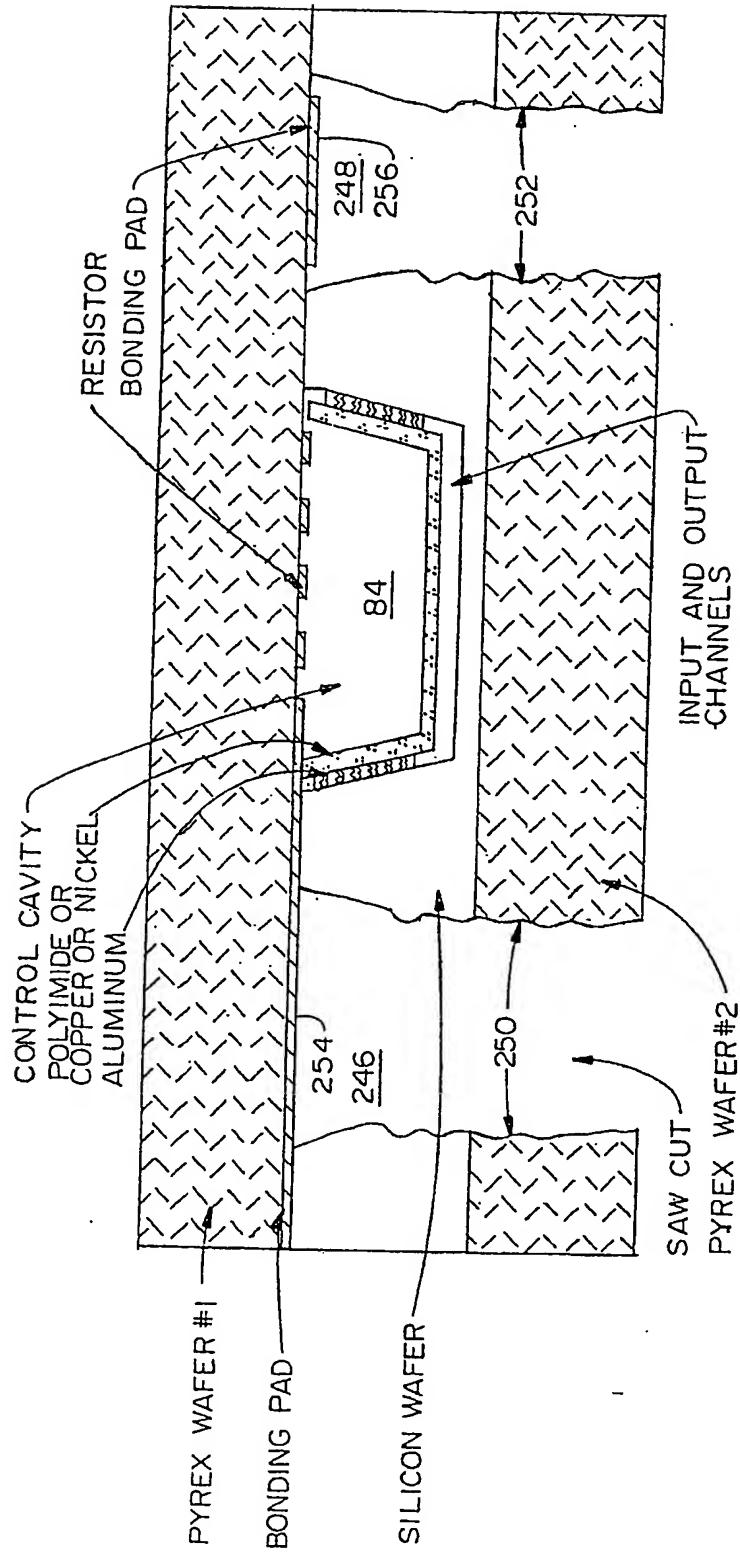 CONTROL CAVITY
POLYIMIDE OR
COPPER OR NICKEL
ALUMINUM
RESISTOR
BONDING PAD
PYREX WAFER #1
BONDING PAD
254
246
84
248
256
SILICON WAFER
250
252
SAW CUT
PYREX WAFER #2
INPUT AND OUTPUT
CHANNELS